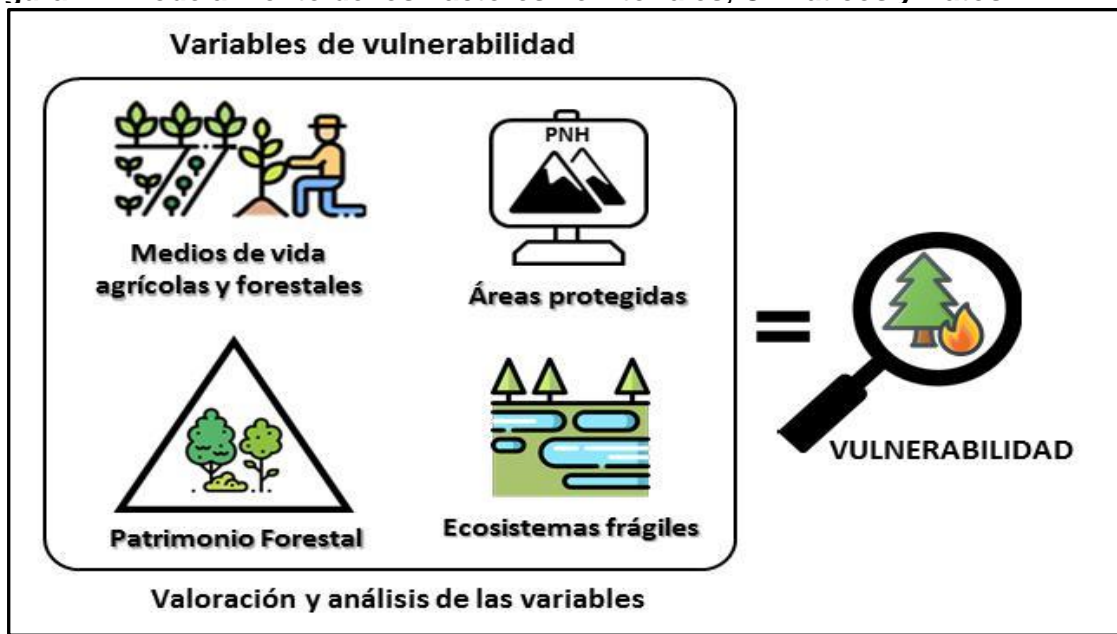 Variables de vulnerabilidad
PNH
Medios de vida
agrícolas y forestales
Áreas protegidas
=
VULNERABILIDAD
Patrimonio Forestal
Ecosistemas frágiles
Valoración y análisis de las variables